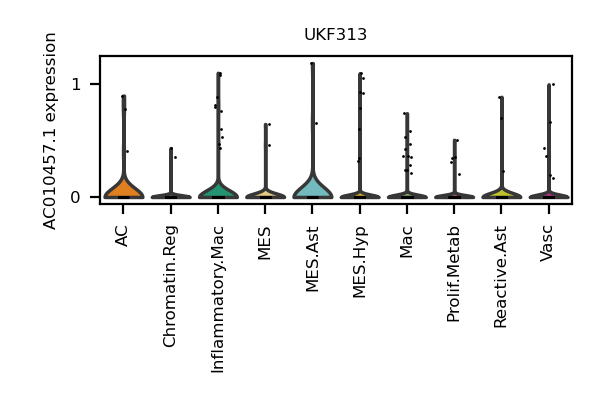 UKF313
AC010457.1 expression
1
0
AC
Chromatin.Reg
Inflammatory.Mac
MES
MES.Ast
MES.Hyp
Mac
Prolif.Metab
Reactive.Ast
Vasc